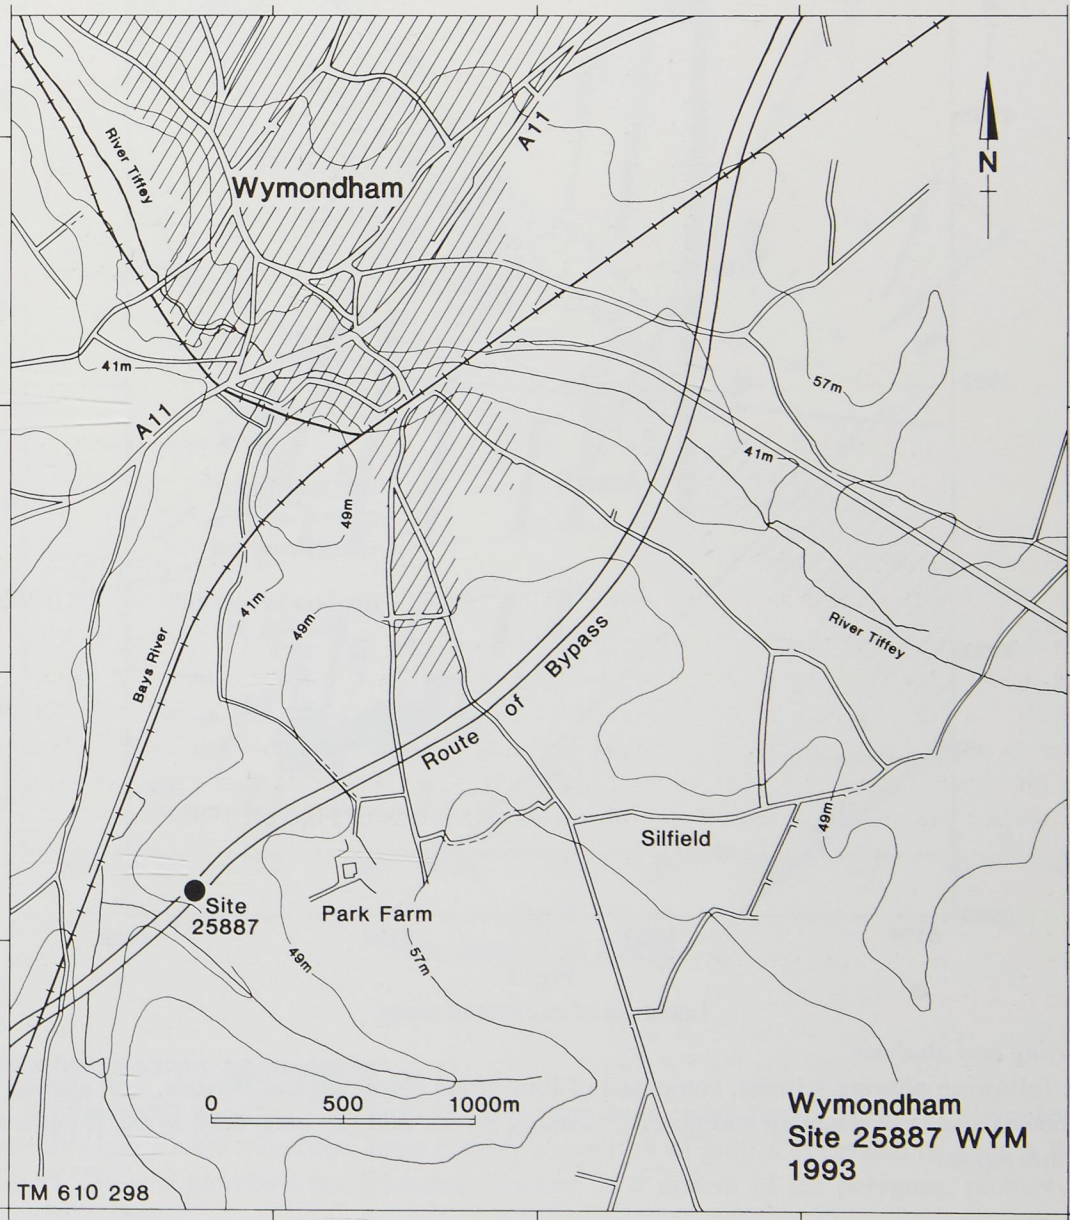 River Tiffey
A11
N
Wymondham
41m
57m
A11
41m
49m
41m
49m
River Tiffey
Bays River
Route of Bypass
Silfield
49m
Site
25887
Park Farm
49m
57m
0 500 1000m
Wymondham
Site 25887 WYM
1993
TM 610 298